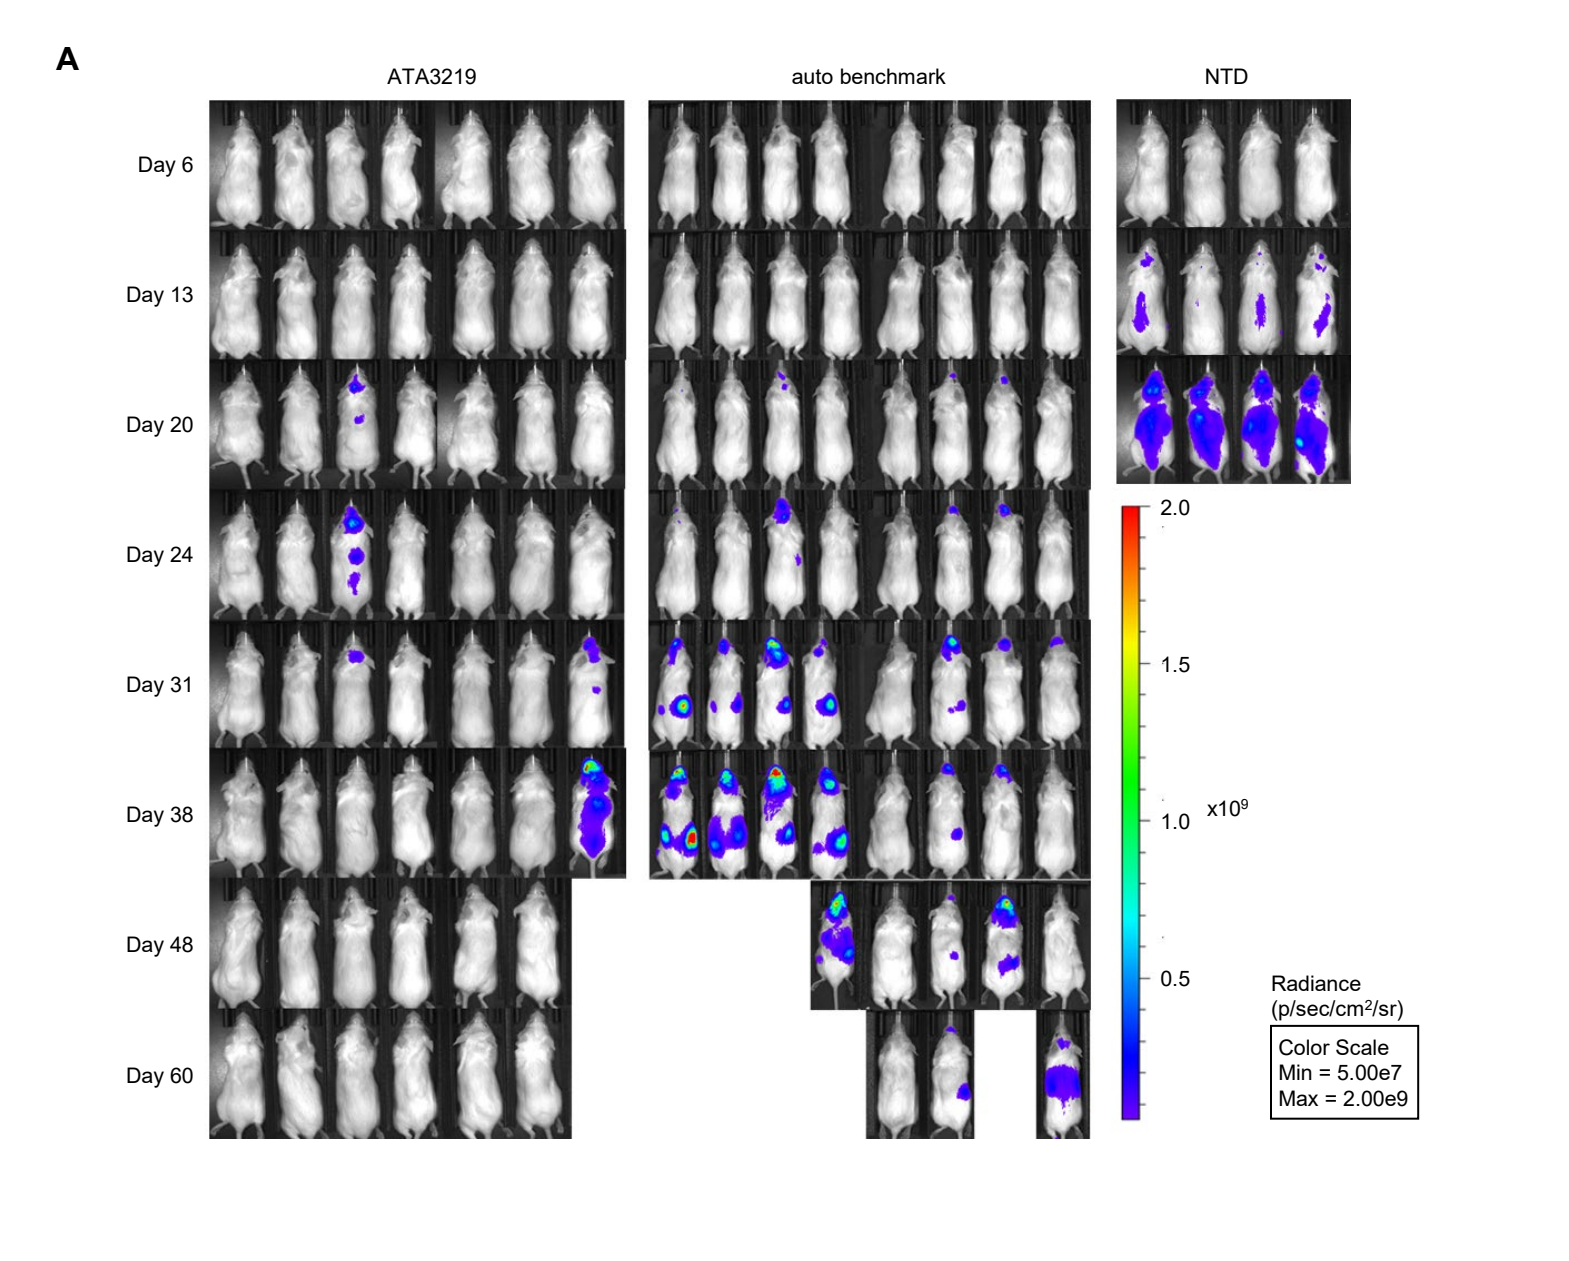 A
ATA3219
auto benchmark
NTD
Day 6
Day 13
Day 20
Day 24
Day 31
Day 38
Day 48
Day 60
2.0
1.5
1.0
x10⁹
0.5
Radiance
(p/sec/cm²/sr)
Color Scale
Min = 5.00e7
Max = 2.00e9